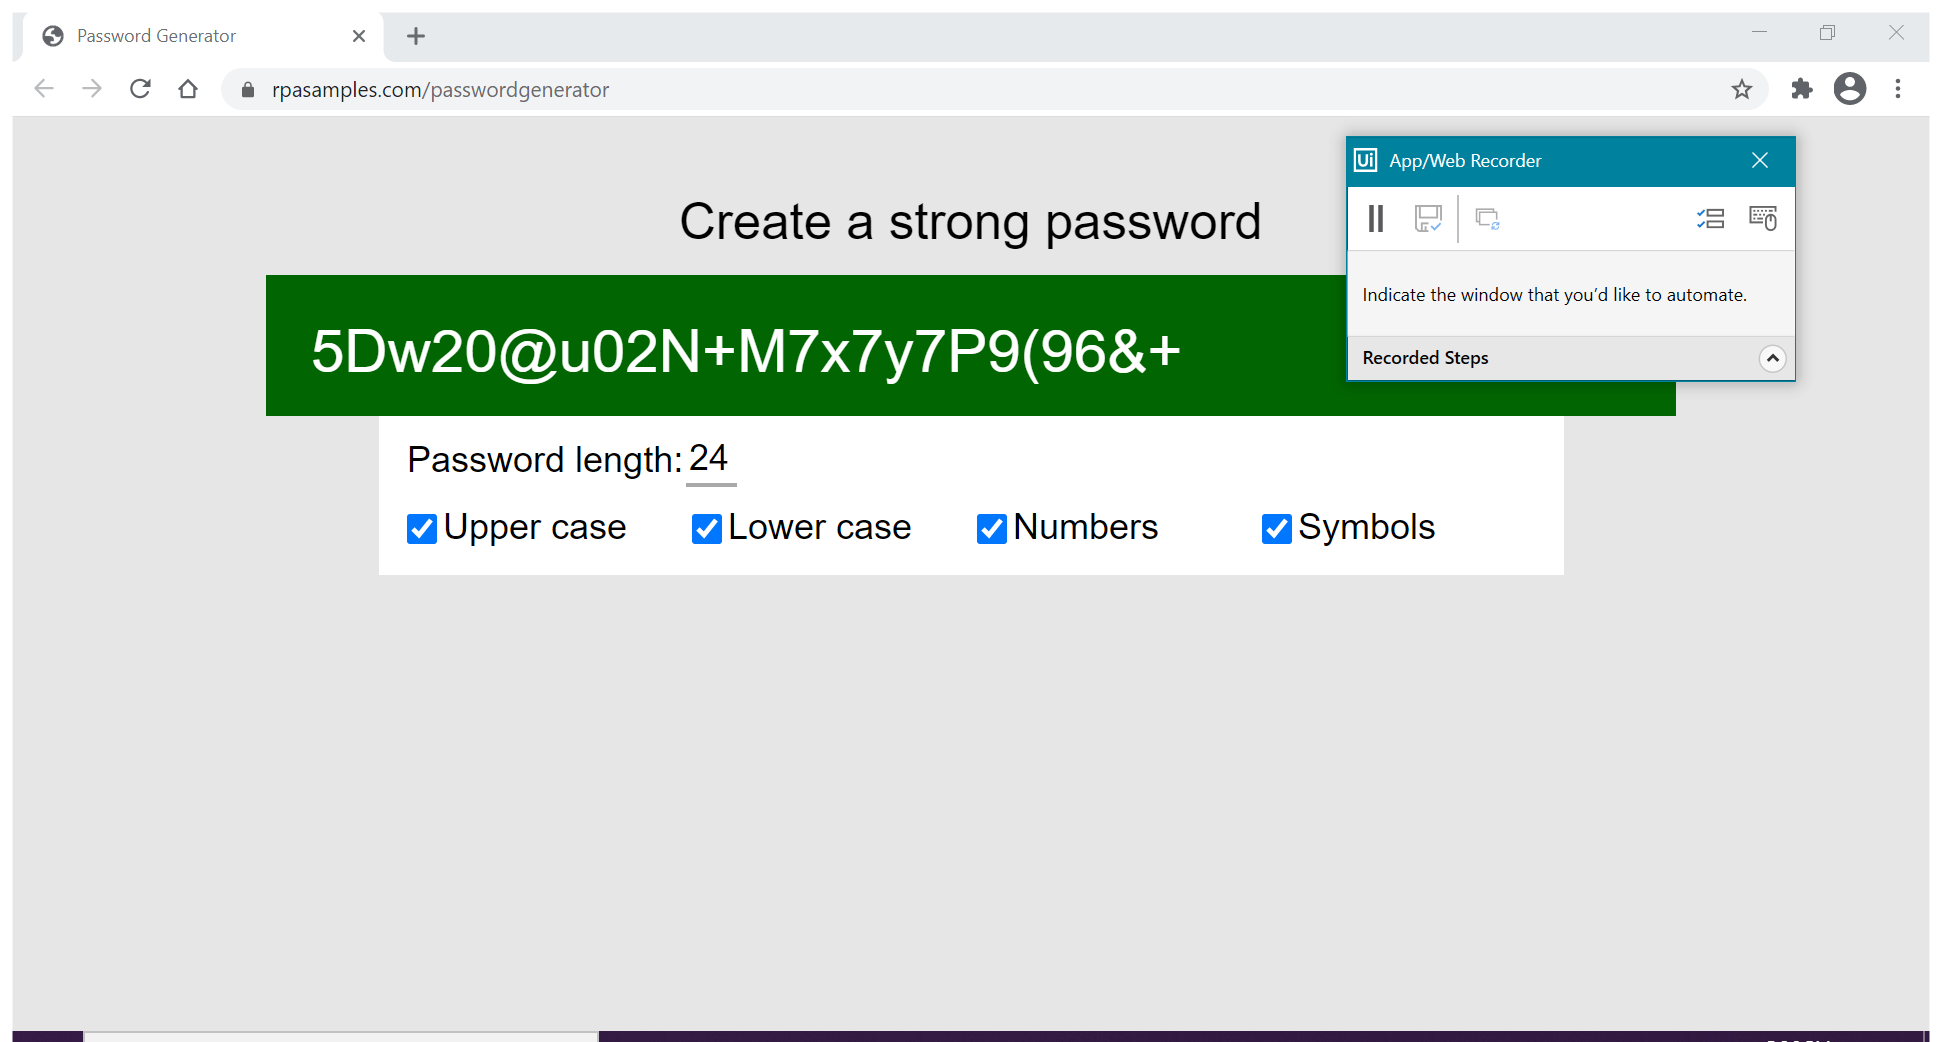 Password Generator
rpasamples.com/passwordgenerator
Ui App/Web Recorder
Create a strong password
Indicate the window that you’d like to automate.
5Dw20@u02N+M7x7y7P9(96&+
Recorded Steps
Password length: 24
Upper case Lower case Numbers Symbols